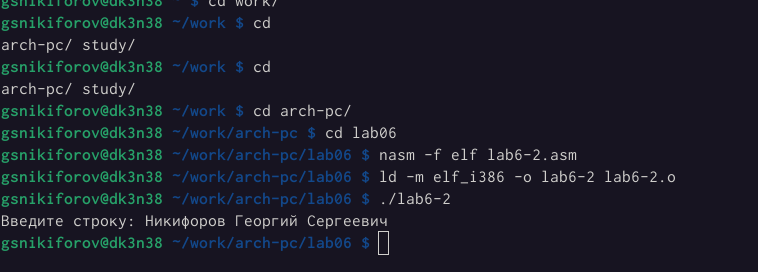 gsnikiforov@dk3n38 ~ $ cd work/
gsnikiforov@dk3n38 ~/work $ cd
arch-pc/ study/
gsnikiforov@dk3n38 ~/work $ cd
arch-pc/ study/
gsnikiforov@dk3n38 ~/work $ cd arch-pc/
gsnikiforov@dk3n38 ~/work/arch-pc $ cd lab06
gsnikiforov@dk3n38 ~/work/arch-pc/lab06 $ nasm -f elf lab6-2.asm
gsnikiforov@dk3n38 ~/work/arch-pc/lab06 $ ld -m elf_i386 -o lab6-2 lab6-2.o
gsnikiforov@dk3n38 ~/work/arch-pc/lab06 $ ./lab6-2
Введите строку: Никифоров Георгий Сергеевич
gsnikiforov@dk3n38 ~/work/arch-pc/lab06 $